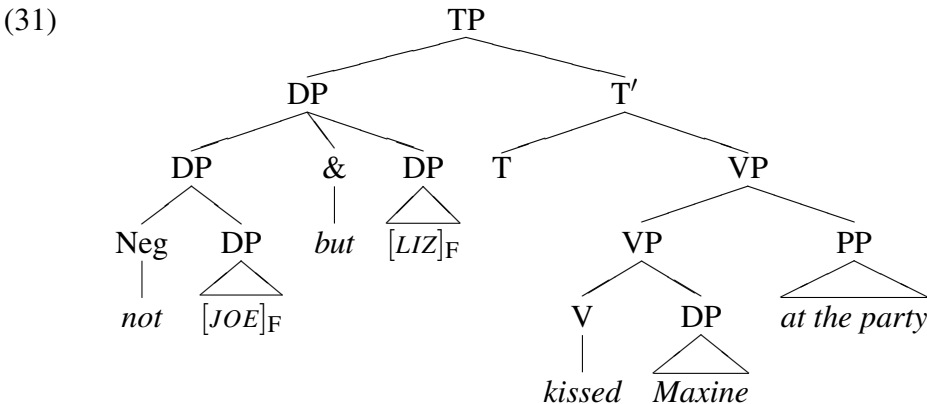 (31) TP
DP T′
DP & DP T VP
Neg DP but [LIZ]F VP PP
not [JOE]F V DP at the party
kissed Maxine